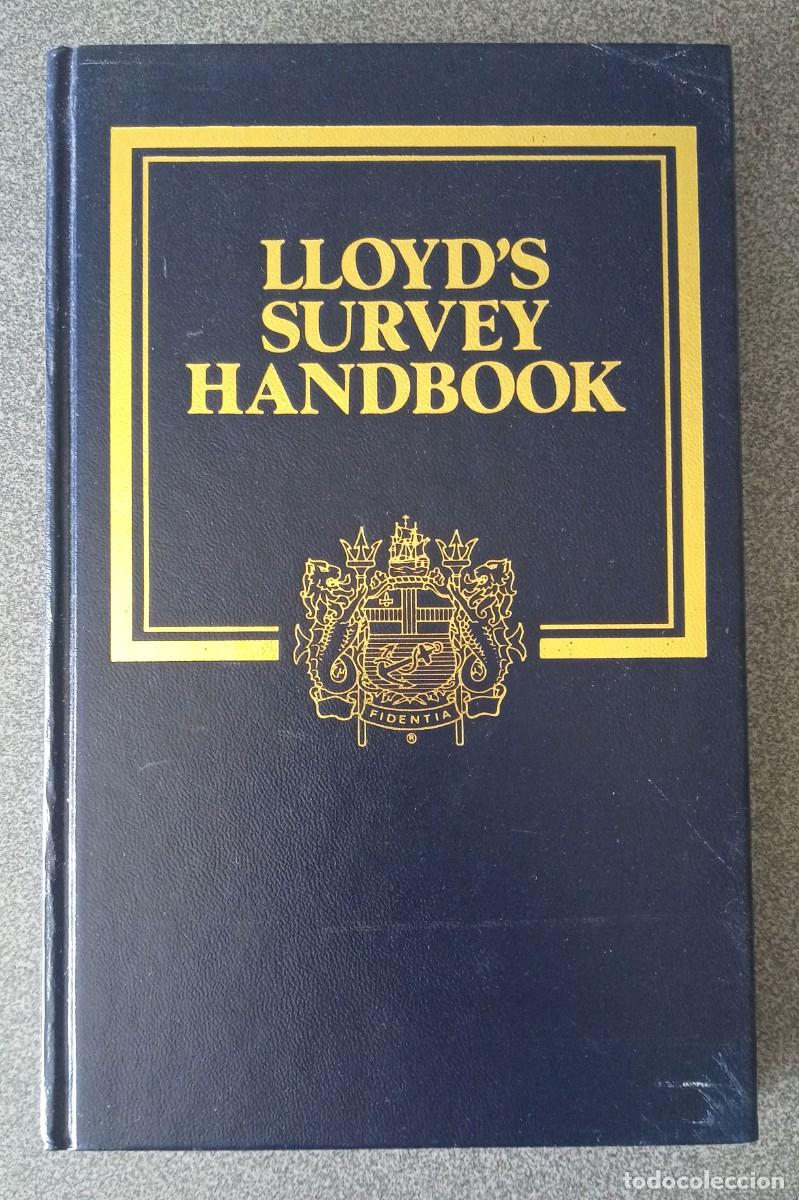 LLOYD'S
SURVEY
HANDBOOK
FIDENTIA
®
todocoleccion